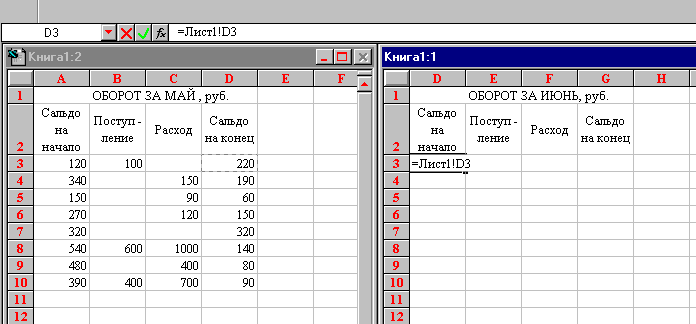 D3 =Лист1!D3
Книга1:2
A B C D E F
1 ОБОРОТ ЗА МАЙ , руб.
2 Сальдо на начало Поступ - ление Расход Сальдо на конец
3 120 100 220
4 340 150 190
5 150 90 60
6 270 120 150
7 320 320
8 540 600 1000 140
9 480 400 80
10 390 400 700 90
11
12
Книга1:1
D E F G H
1 ОБОРОТ ЗА ИЮНЬ, руб.
2 Сальдо на начало Поступ - ление Расход Сальдо на конец
3 =Лист1!D3
4
5
6
7
8
9
10
11
12